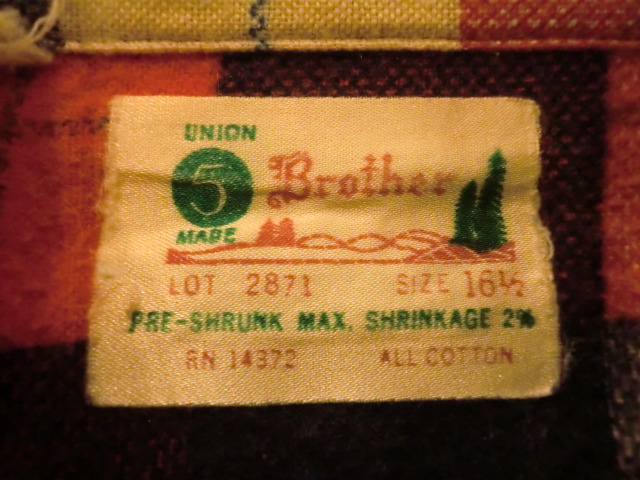 UNION
5 Brother
MADE
LOT 2871 SIZE 16½
PRE-SHRUNK MAX. SHRINKAGE 2%
RN 14372 ALL COTTON